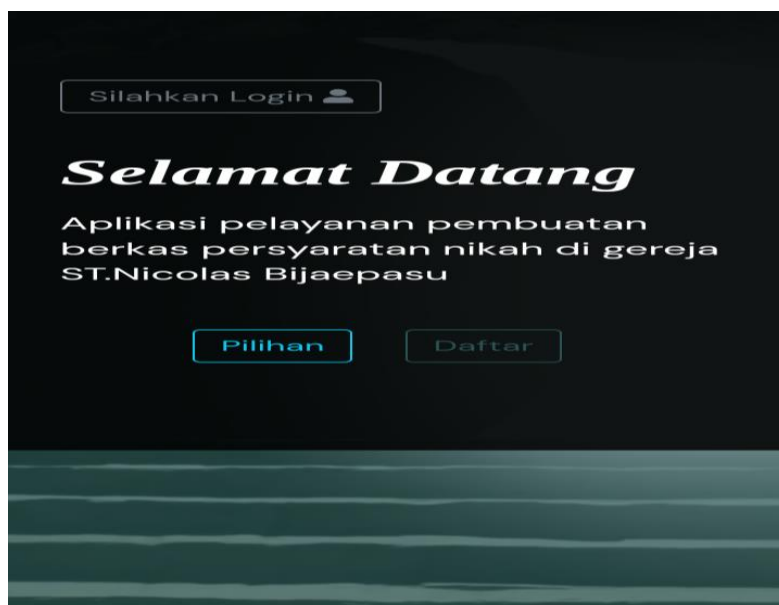 Silahkan Login
Selamat Datang
Aplikasi pelayanan pembuatan
berkas persyaratan nikah di gereja
ST.Nicolas Bijaepasu
Pilihan
Daftar